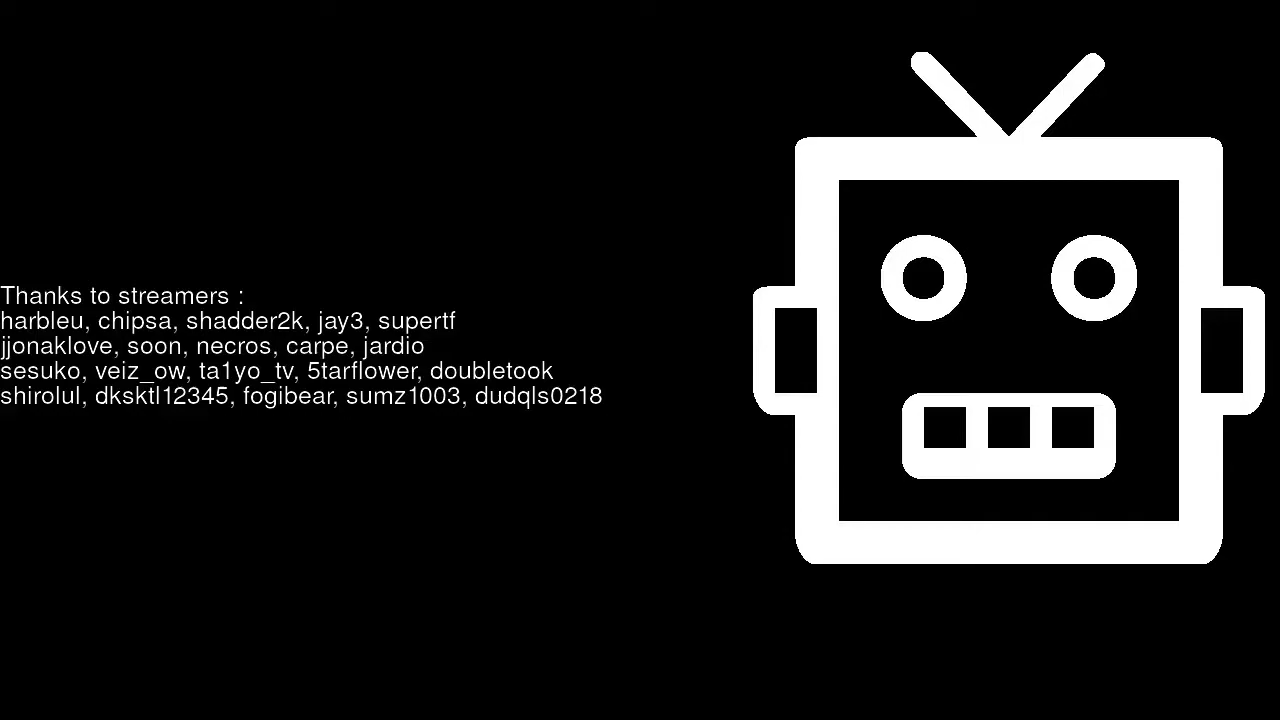 Thanks to streamers :
harbleu, chipsa, shadder2k, jay3, supertf
jjonaklove, soon, necros, carpe, jardio
sesuko, veiz_ow, ta1yo_tv, 5tarflower, doubletook
shirolul, dksktl12345, fogibear, sumz1003, dudqls0218